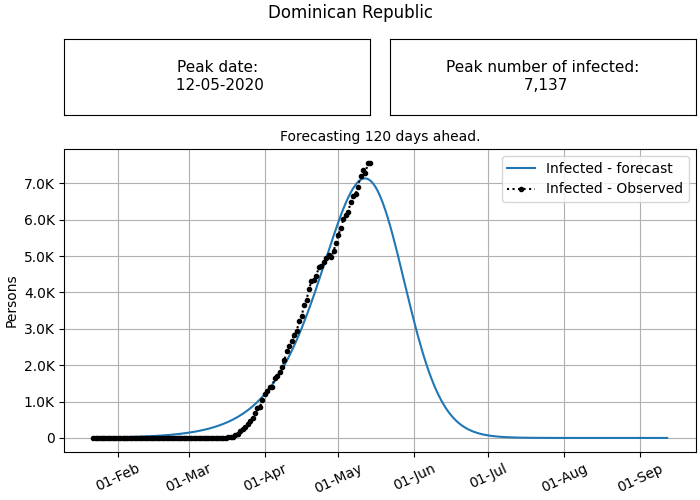 Dominican Republic
Peak date:
12-05-2020
Peak number of infected:
7,137
Forecasting 120 days ahead.
Infected - forecast
Infected - Observed
7.0K
6.0K
5.0K
4.0K
3.0K
2.0K
1.0K
0
Persons
01-Feb
01-Mar
01-Apr
01-May
01-Jun
01-Jul
01-Aug
01-Sep